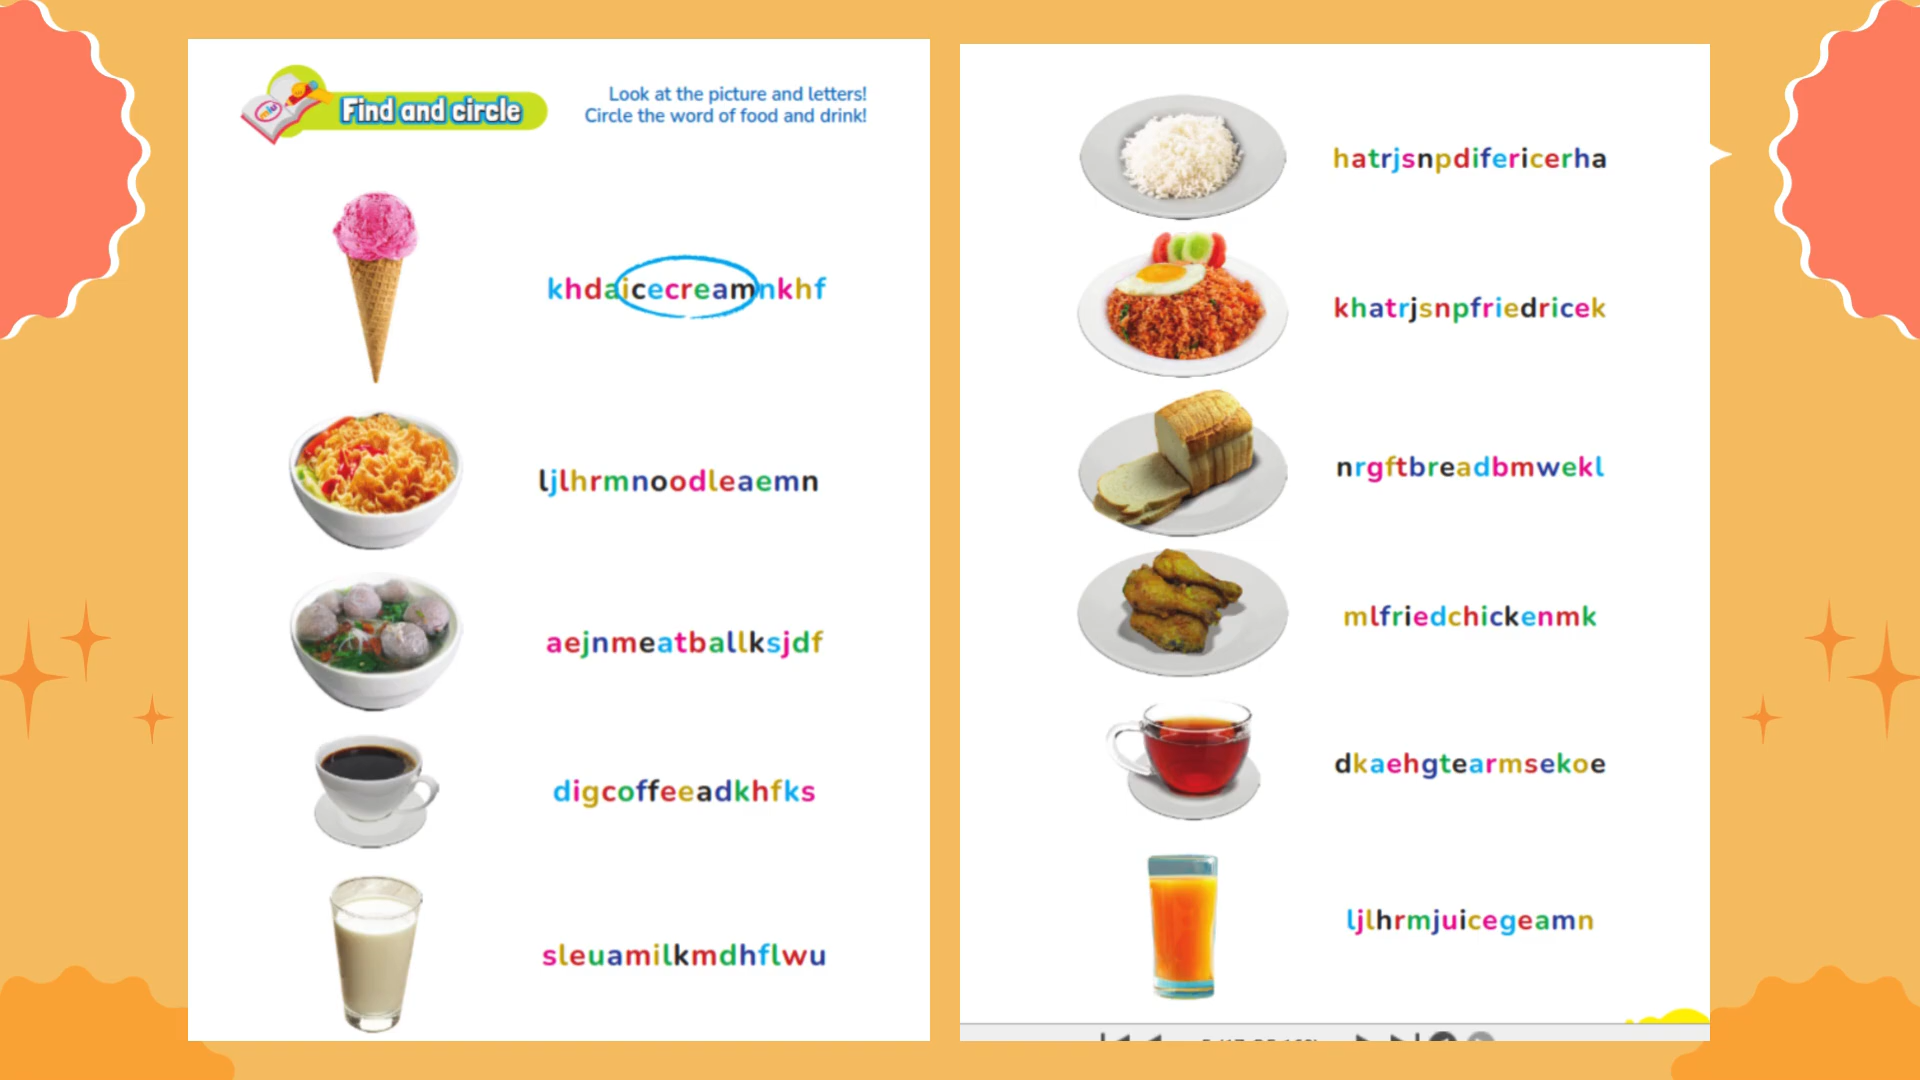 Find and circle
Look at the picture and letters!
Circle the word of food and drink!
khdaicecreamnkhf
ljlhrmnoodleaemn
aejnmeatballksjdf
digcoffeeadkhfks
sleuamilkmdhflwu
hatrjsnpdifericerha
khatrjsnpfriedricek
nrgftbreadbmwekl
mlfriedchickenmk
dkaehgtearmsekoe
ljlhrmjuicegeamn